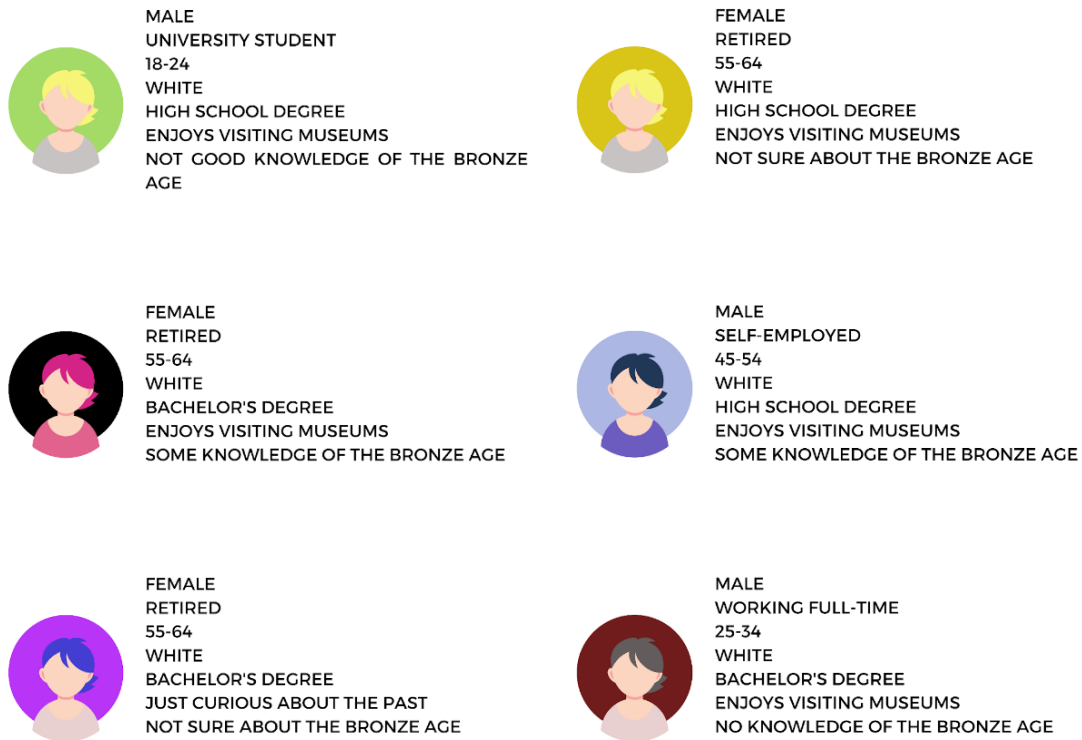 MALE
UNIVERSITY STUDENT
18-24
WHITE
HIGH SCHOOL DEGREE
ENJOYS VISITING MUSEUMS
NOT GOOD KNOWLEDGE OF THE BRONZE
AGE
FEMALE
RETIRED
55-64
WHITE
HIGH SCHOOL DEGREE
ENJOYS VISITING MUSEUMS
NOT SURE ABOUT THE BRONZE AGE
FEMALE
RETIRED
55-64
WHITE
BACHELOR'S DEGREE
ENJOYS VISITING MUSEUMS
SOME KNOWLEDGE OF THE BRONZE AGE
MALE
SELF-EMPLOYED
45-54
WHITE
HIGH SCHOOL DEGREE
ENJOYS VISITING MUSEUMS
SOME KNOWLEDGE OF THE BRONZE AGE
FEMALE
RETIRED
55-64
WHITE
BACHELOR'S DEGREE
JUST CURIOUS ABOUT THE PAST
NOT SURE ABOUT THE BRONZE AGE
MALE
WORKING FULL-TIME
25-34
WHITE
BACHELOR'S DEGREE
ENJOYS VISITING MUSEUMS
NO KNOWLEDGE OF THE BRONZE AGE